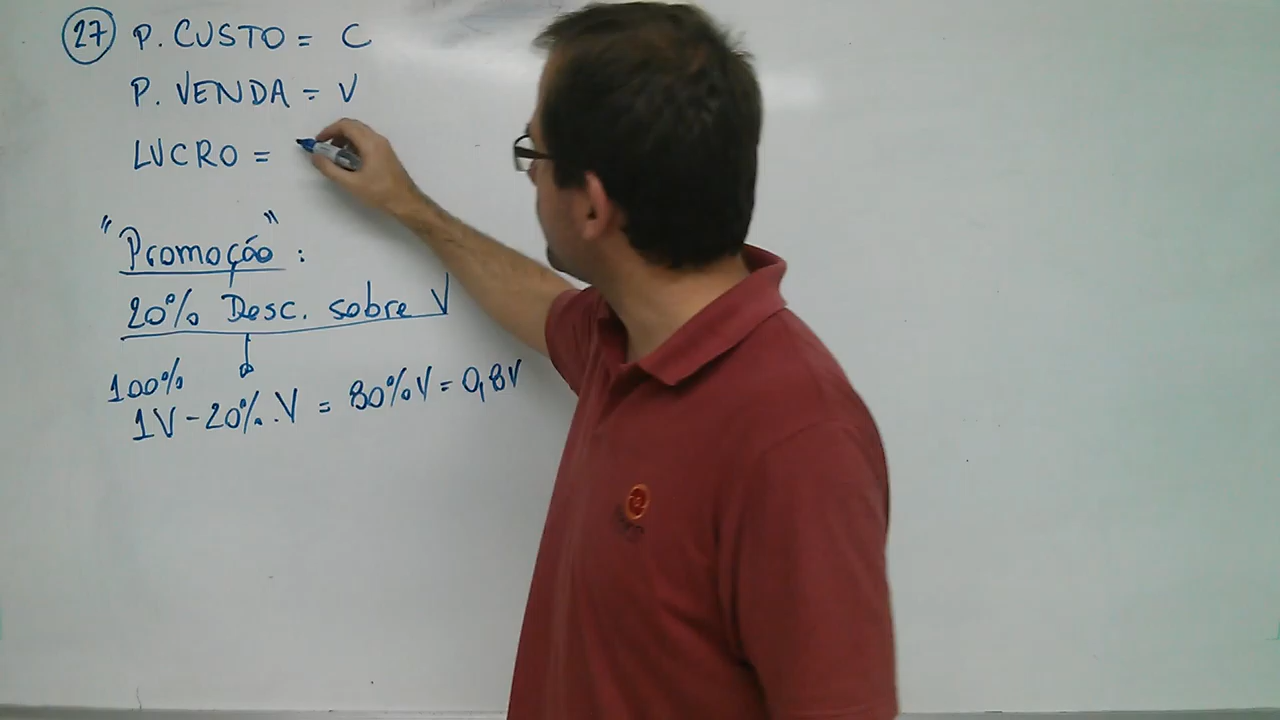 27 P. CUSTO = C
P. VENDA = V
LUCRO =
"Promoção":
20% Desc. sobre V
100%
1V - 20%.V = 80%V = 0,8V